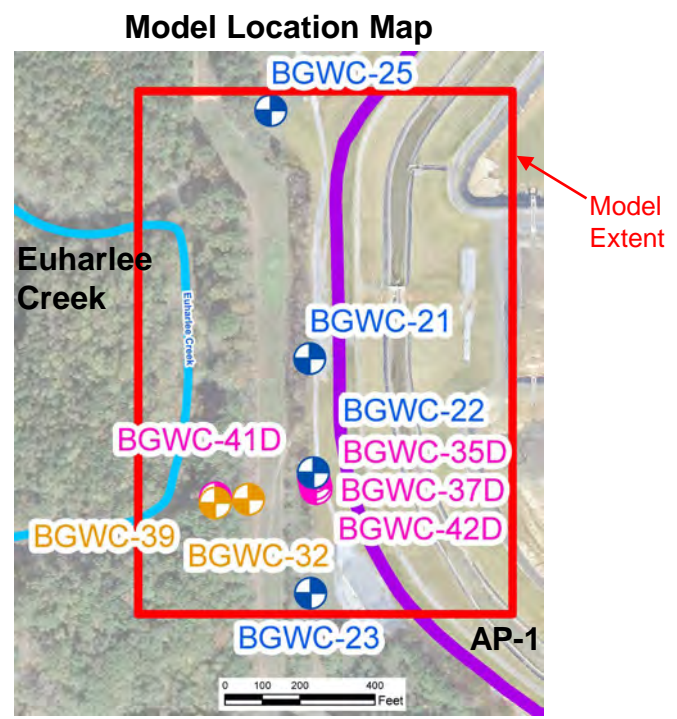 Model Location Map
BGWC-25
Model
Extent
Euharlee
Creek
Euharlee Creek
BGWC-21
BGWC-22
BGWC-41D
BGWC-35D
BGWC-37D
BGWC-42D
BGWC-39
BGWC-32
BGWC-23
AP-1
0 100 200 400
Feet